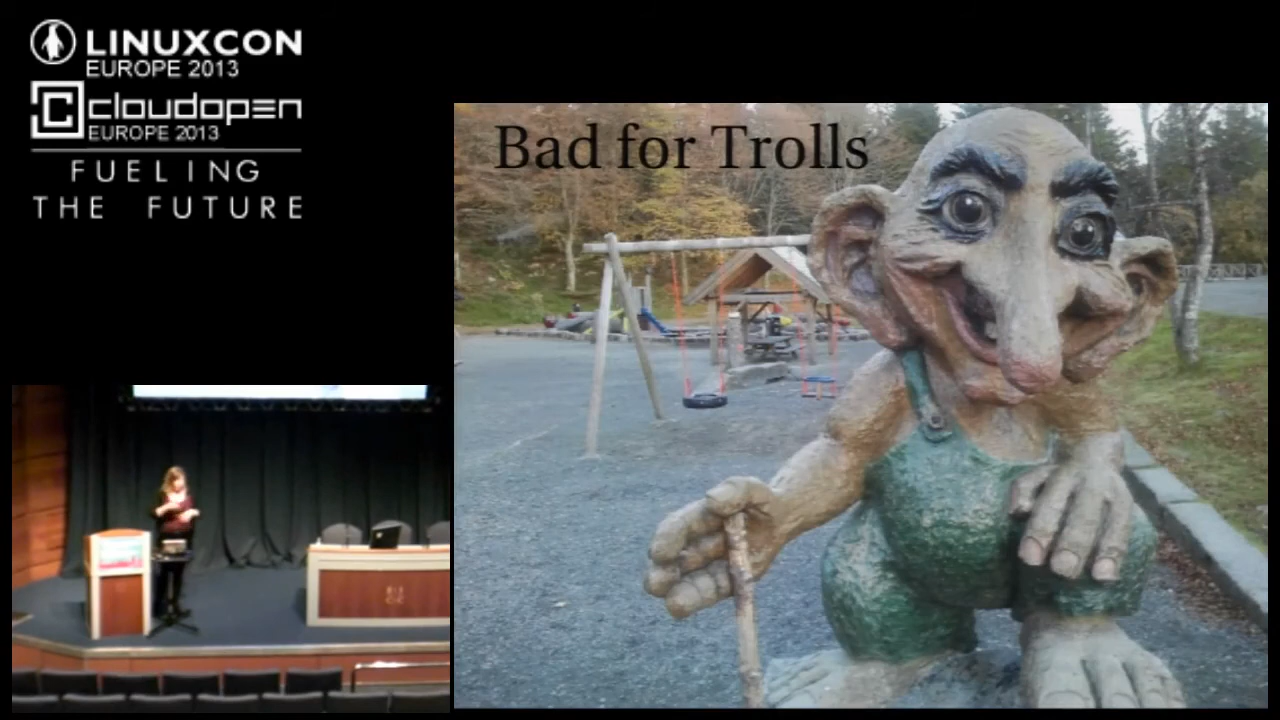 LINUXCON
EUROPE 2013
cloudopen
EUROPE 2013
FUELING
THE FUTURE
Bad for Trolls